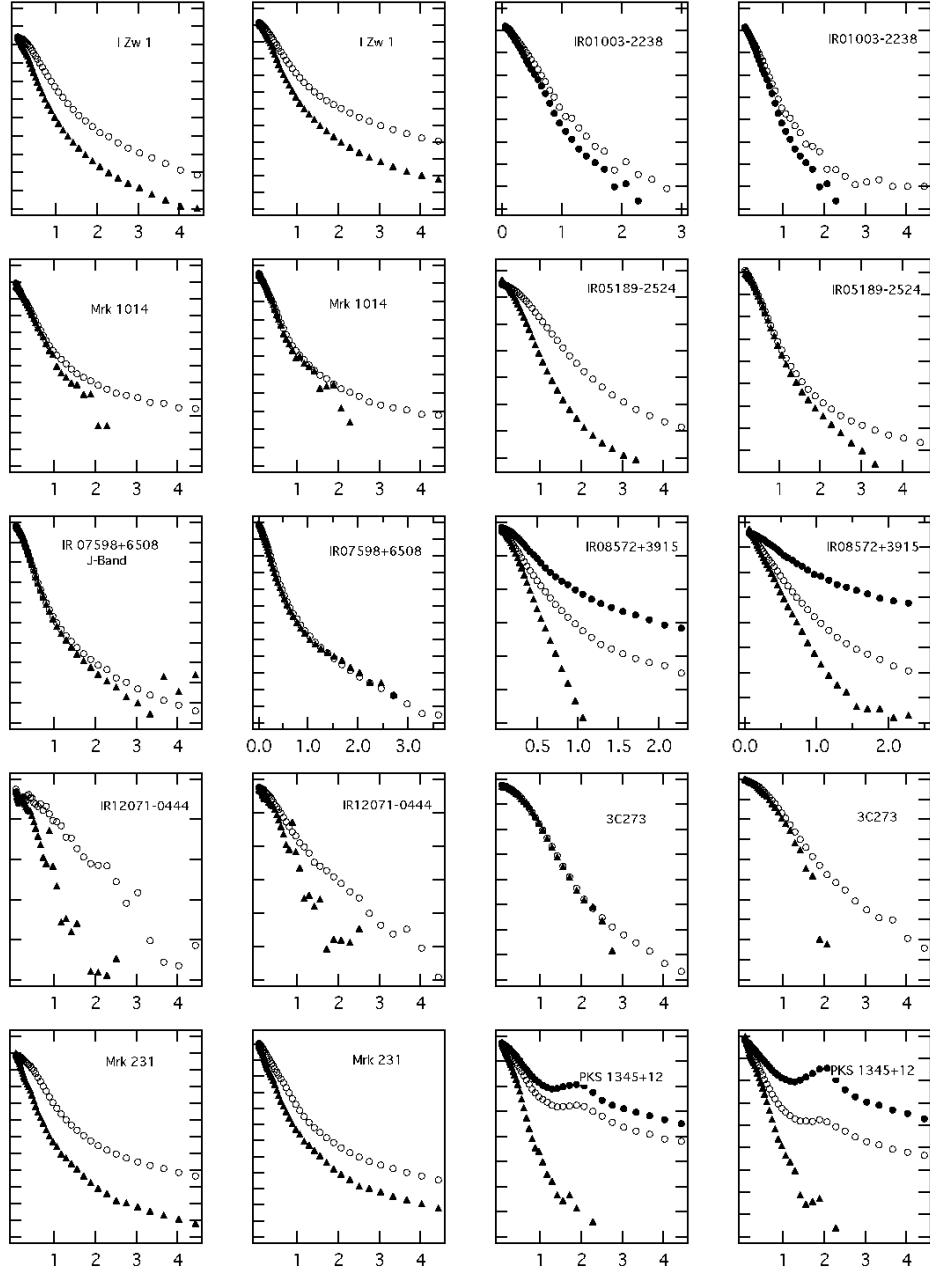 I Zw 1
I Zw 1
IR01003-2238
IR01003-2238
1 2 3 4
1 2 3 4
0 1 2 3
1 2 3 4
Mrk 1014
Mrk 1014
IR05189-2524
IR05189-2524
1 2 3 4
1 2 3 4
1 2 3 4
1 2 3 4
IR 07598+6508
J-Band
IR07598+6508
IR08572+3915
IR08572+3915
1 2 3 4
0.0 1.0 2.0 3.0
0.5 1.0 1.5 2.0
0.0 1.0 2.0
IR12071-0444
IR12071-0444
3C273
3C273
1 2 3 4
1 2 3 4
1 2 3 4
1 2 3 4
Mrk 231
Mrk 231
PKS 1345+12
PKS 1345+12
1 2 3 4
1 2 3 4
1 2 3 4
1 2 3 4